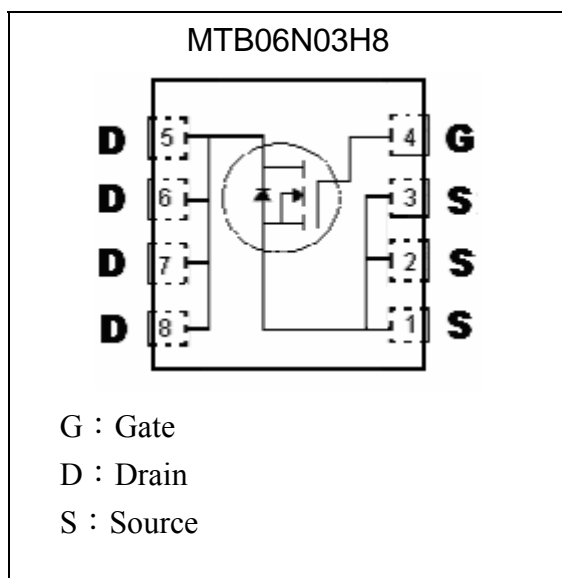 MTB06N03H8
D 5 4 G
D 6 3 S
D 7 2 S
D 8 1 S
G：Gate
D：Drain
S：Source